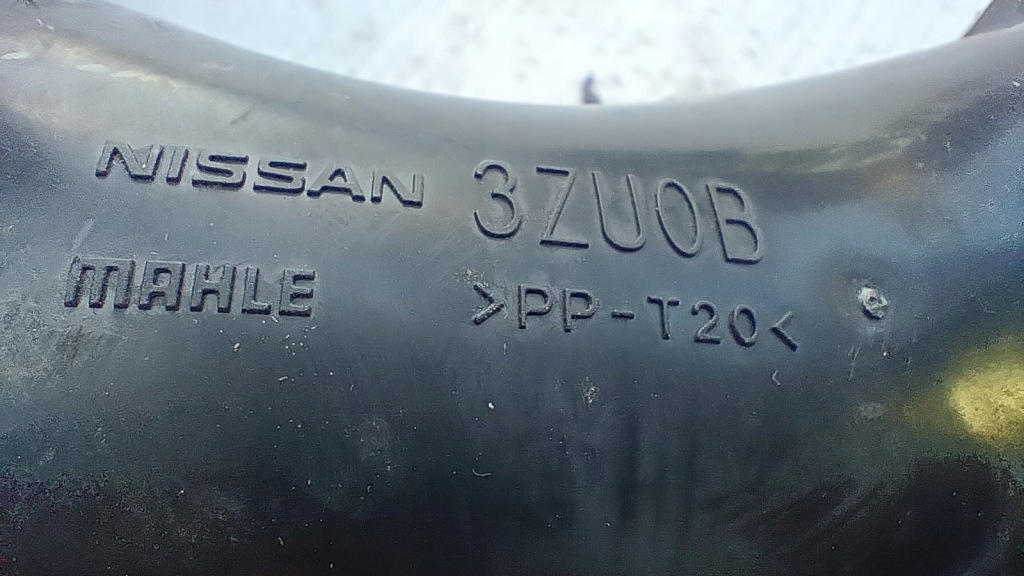 NISSAN 3ZU0B
MAHLE >PP-T20<